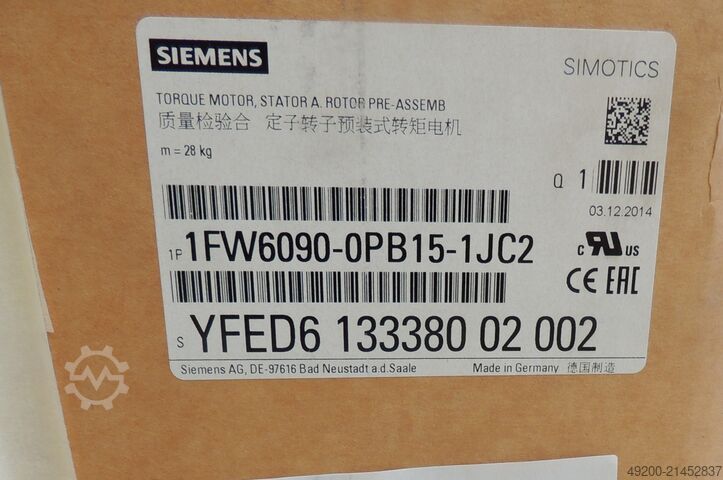 SIEMENS
SIMOTICS
TORQUE MOTOR, STATOR A. ROTOR PRE-ASSEMB
质量检验合 定子转子预装式转矩电机
m = 28 kg
Q 1
03.12.2014
1P 1FW6090-0PB15-1JC2
c RU US
CE EAC
S YFED6 133380 02 002
Siemens AG, DE-97616 Bad Neustadt a.d.Saale Made in Germany 德国制造
49200-21452837